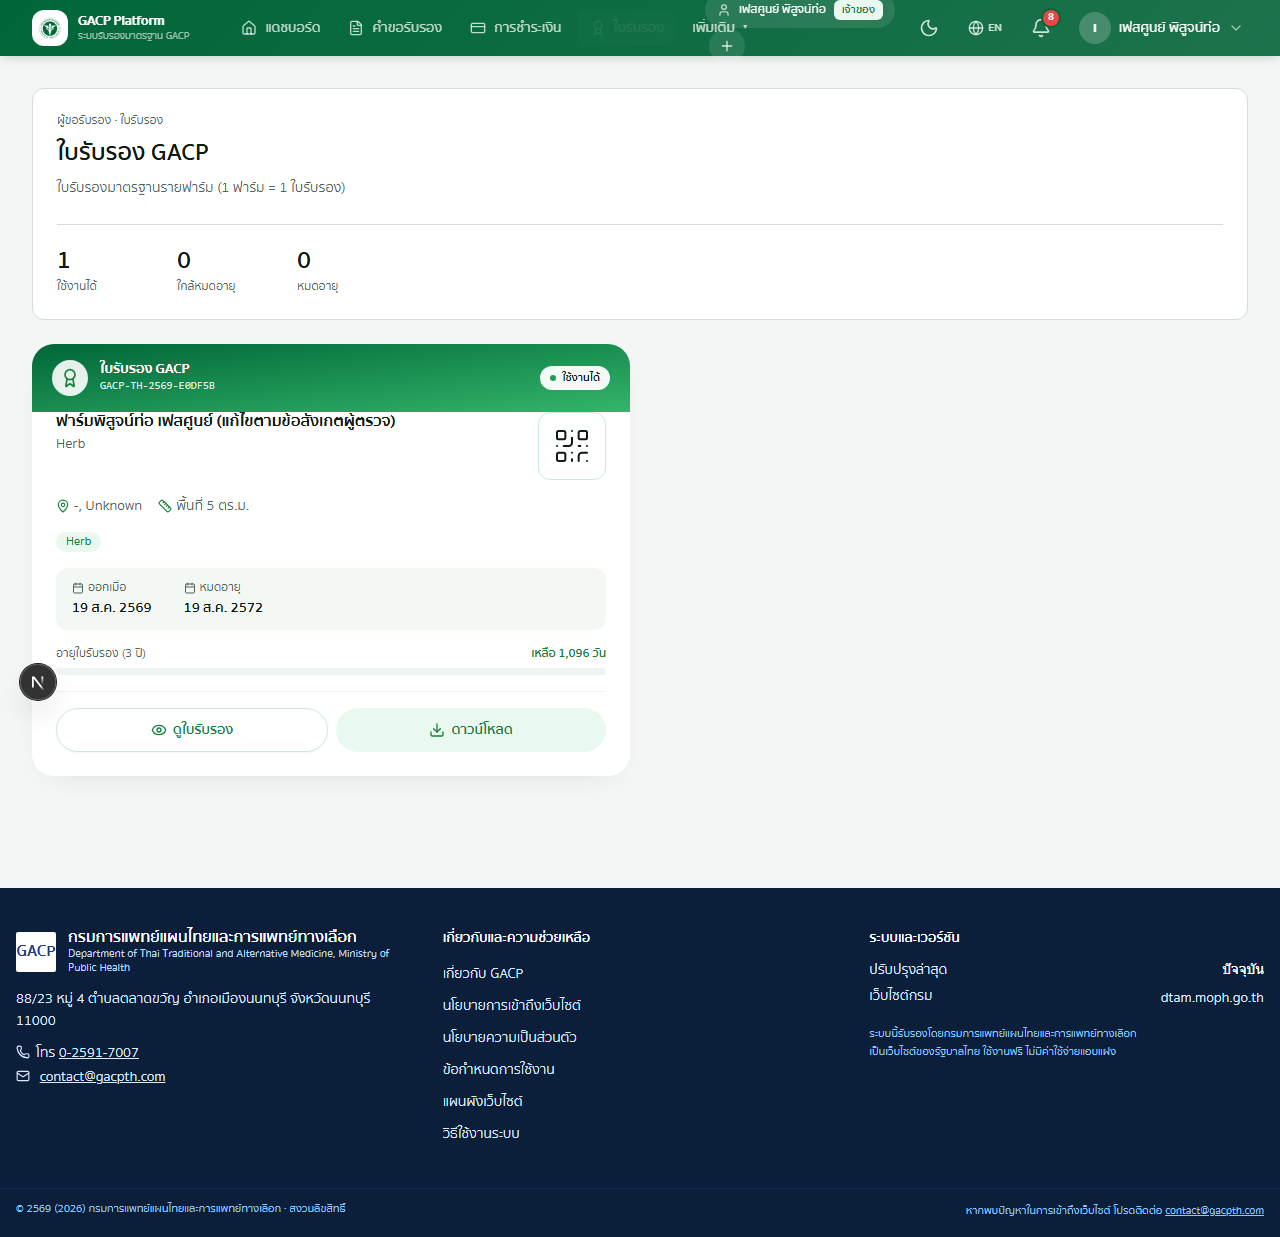 GACP Platform
ระบบรับรองมาตรฐาน GACP
แดชบอร์ด
คำขอรับรอง
การชำระเงิน
ใบรับรอง
เพิ่มเติม
เฟสศูนย์ พิสูจน์ท่อ
เจ้าของ
EN
8
เฟสศูนย์ พิสูจน์ท่อ
ผู้ขอรับรอง · ใบรับรอง
ใบรับรอง GACP
ใบรับรองมาตรฐานรายฟาร์ม (1 ฟาร์ม = 1 ใบรับรอง)
1
ใช้งานได้
0
ใกล้หมดอายุ
0
หมดอายุ
ใบรับรอง GACP
GACP-TH-2569-E0DF5B
ใช้งานได้
ฟาร์มพิสูจน์ท่อ เฟสศูนย์ (แก้ไขตามข้อสังเกตผู้ตรวจ)
Herb
-, Unknown
พื้นที่ 5 ตร.ม.
Herb
ออกเมื่อ
19 ส.ค. 2569
หมดอายุ
19 ส.ค. 2572
อายุใบรับรอง (3 ปี)
เหลือ 1,096 วัน
N
ดูใบรับรอง
ดาวน์โหลด
GACP
กรมการแพทย์แผนไทยและการแพทย์ทางเลือก
Department of Thai Traditional and Alternative Medicine, Ministry of
Public Health
88/23 หมู่ 4 ตำบลตลาดขวัญ อำเภอเมืองนนทบุรี จังหวัดนนทบุรี
11000
โทร 0-2591-7007
contact@gacpth.com
เกี่ยวกับและความช่วยเหลือ
เกี่ยวกับ GACP
นโยบายการเข้าถึงเว็บไซต์
นโยบายความเป็นส่วนตัว
ข้อกำหนดการใช้งาน
แผนผังเว็บไซต์
วิธีใช้งานระบบ
ระบบและเวอร์ชัน
ปรับปรุงล่าสุด
ปัจจุบัน
เว็บไซต์กรม
dtam.moph.go.th
ระบบนี้รับรองโดยกรมการแพทย์แผนไทยและการแพทย์ทางเลือก
เป็นเว็บไซต์ของรัฐบาลไทย ใช้งานฟรี ไม่มีค่าใช้จ่ายแอบแฝง
© 2569 (2026) กรมการแพทย์แผนไทยและการแพทย์ทางเลือก · สงวนลิขสิทธิ์
หากพบปัญหาในการเข้าถึงเว็บไซต์ โปรดติดต่อ contact@gacpth.com